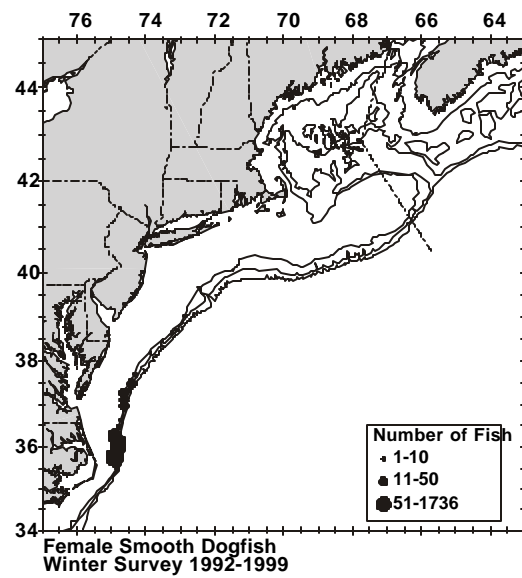 76 74 72 70 68 66 64
44
42
40
38
36
34
Number of Fish
1-10
11-50
51-1736
Female Smooth Dogfish
Winter Survey 1992-1999